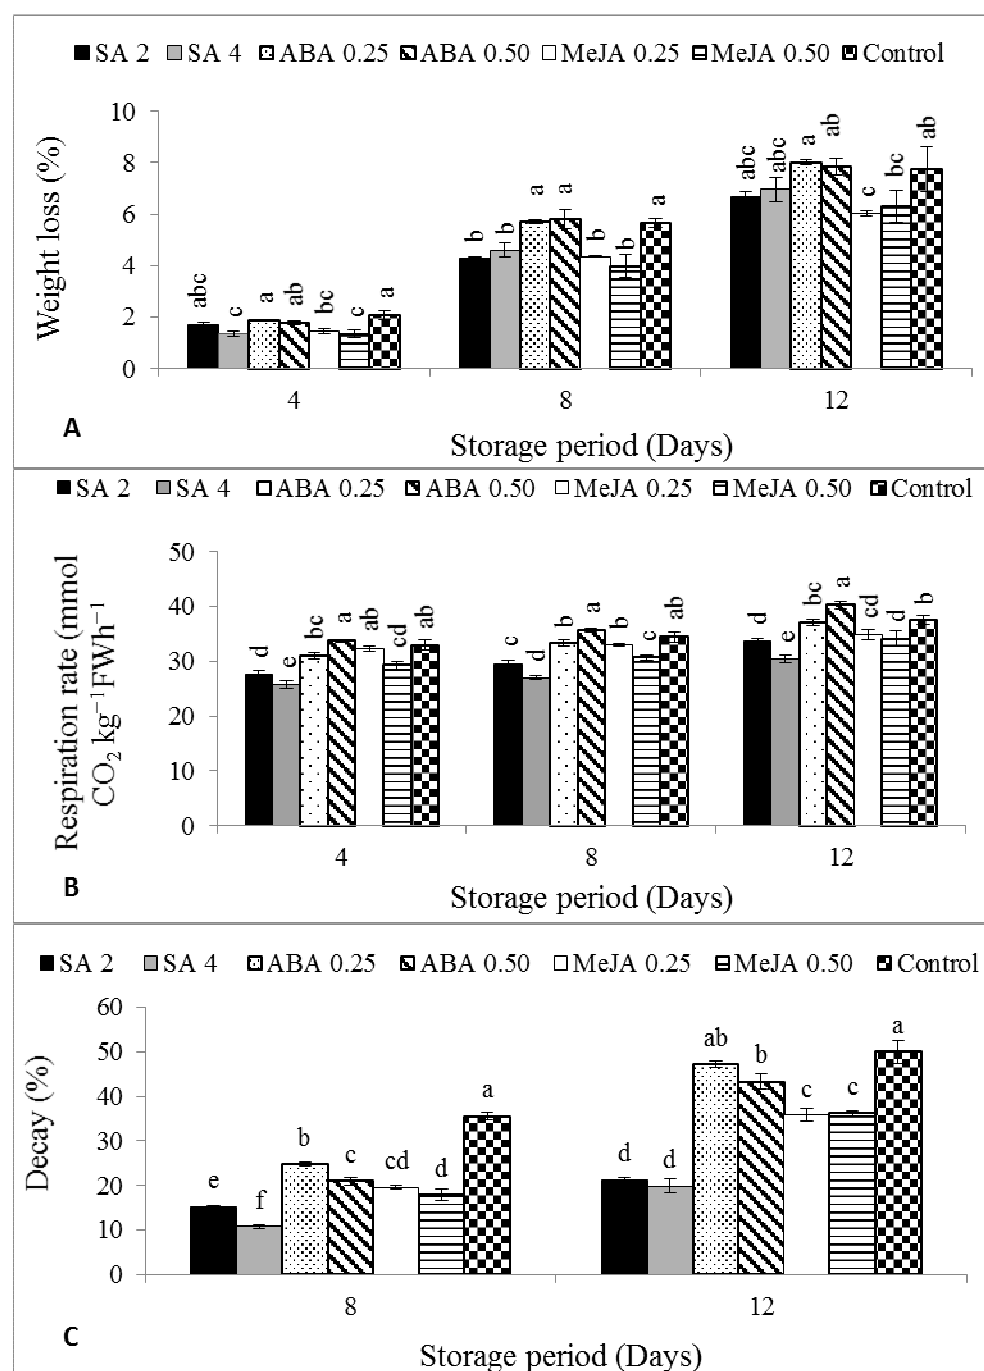 SA 2 SA 4 ABA 0.25 ABA 0.50 MeJA 0.25 MeJA 0.50 Control
Weight loss (%)
10
8
6
4
2
0
abc c a ab bc c a
b b a a b b a
abc abc a ab c bc ab
4 8 12
A
Storage period (Days)
SA 2 SA 4 ABA 0.25 ABA 0.50 MeJA 0.25 MeJA 0.50 Control
Respiration rate (mmol
CO₂ kg⁻¹FWh⁻¹
50
40
30
20
10
0
d e bc a ab cd ab
c d b a b c ab
d e bc a cd d b
4 8 12
B
Storage period (Days)
SA 2 SA 4 ABA 0.25 ABA 0.50 MeJA 0.25 MeJA 0.50 Control
Decay (%)
60
50
40
30
20
10
0
e f b c cd d a
d d ab b c c a
8 12
C
Storage period (Days)